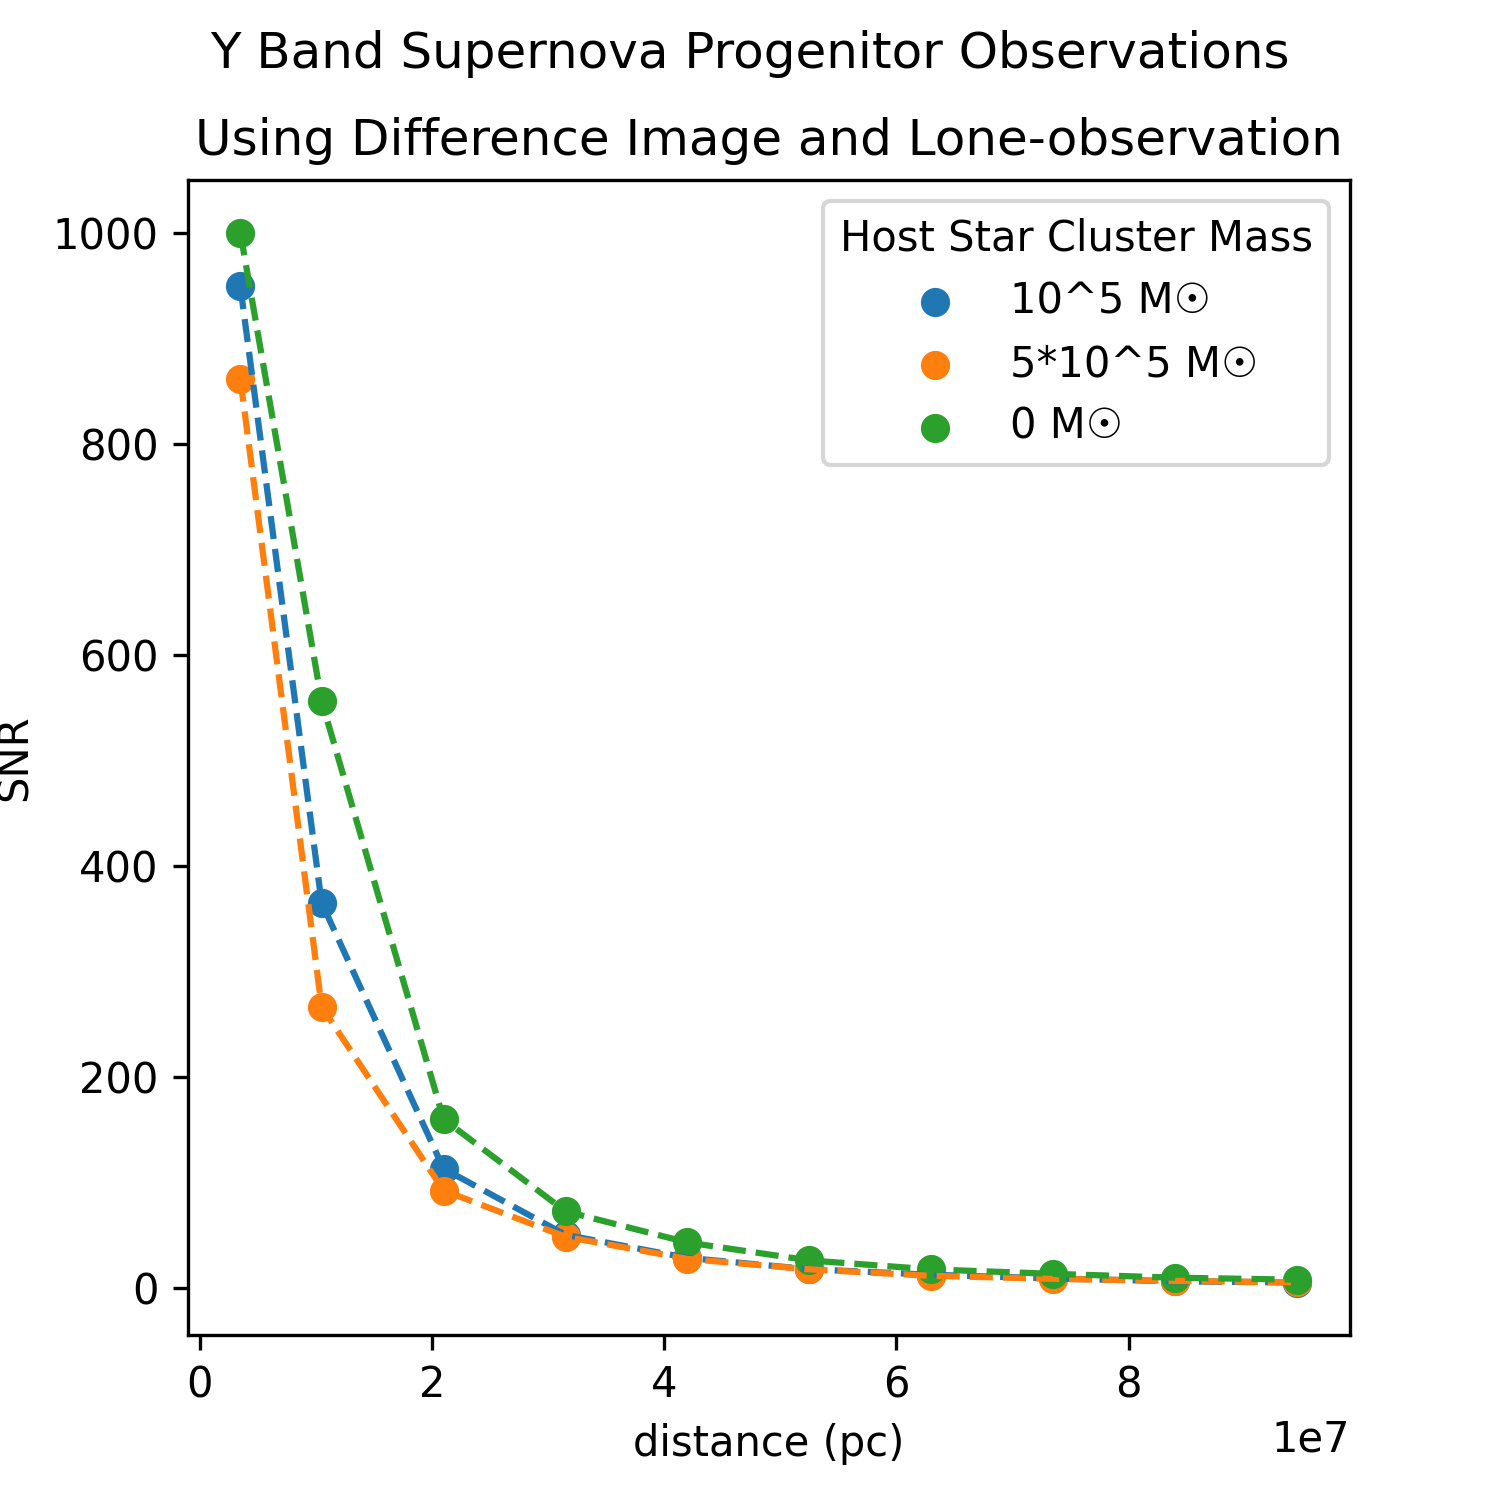 Y Band Supernova Progenitor Observations
Using Difference Image and Lone-observation
Host Star Cluster Mass
10^5 M☉
5*10^5 M☉
0 M☉
1000
800
600
400
200
0
SNR
0 2 4 6 8
distance (pc)
1e7